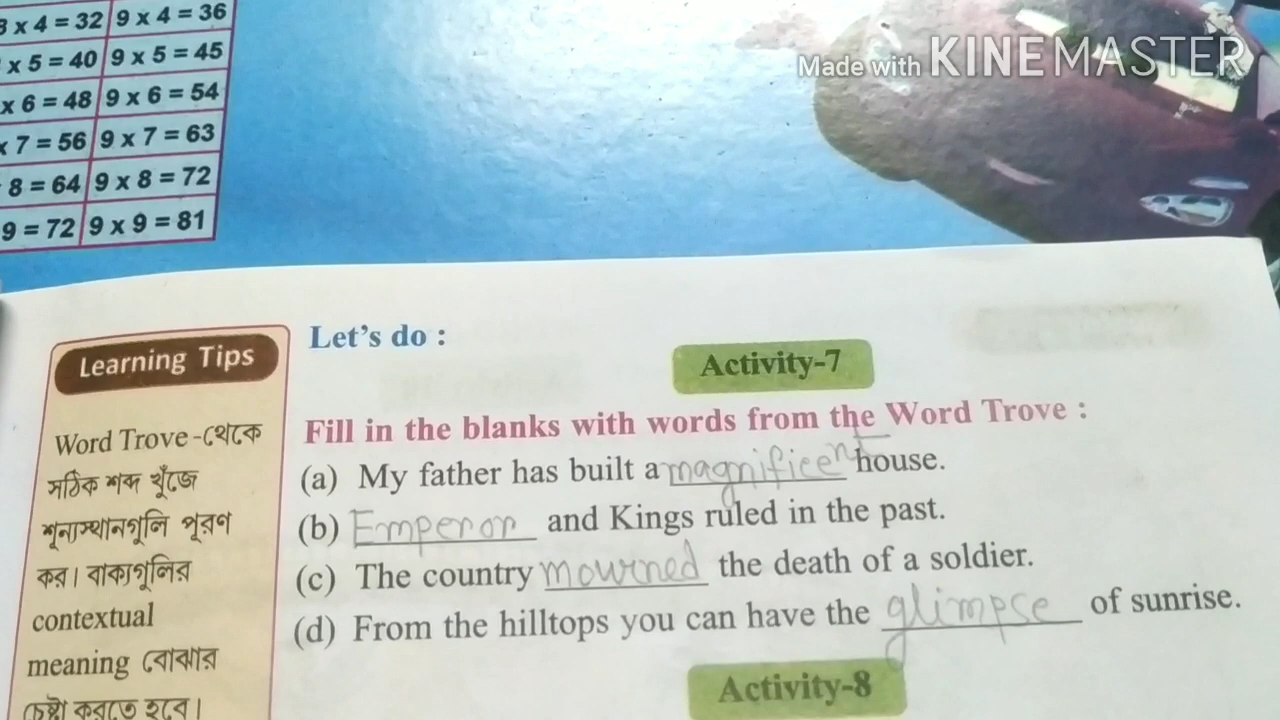 8 x 4 = 32 9 x 4 = 36
x 5 = 40 9 x 5 = 45
x 6 = 48 9 x 6 = 54
x 7 = 56 9 x 7 = 63
8 = 64 9 x 8 = 72
9 = 72 9 x 9 = 81
Made with KINEMASTER
Let's do :
Activity-7
Fill in the blanks with words from the Word Trove :
(a) My father has built a magnificent house.
(b) Emperor and Kings ruled in the past.
(c) The country mourned the death of a soldier.
(d) From the hilltops you can have the glimpse of sunrise.
Activity-8
Learning Tips
Word Trove -থেকে
সঠিক শব্দ খুঁজে
শূন্যস্থানগুলি পূরণ
কর। বাক্যগুলির
contextual
meaning বোঝার
চেষ্টা করতে হবে।